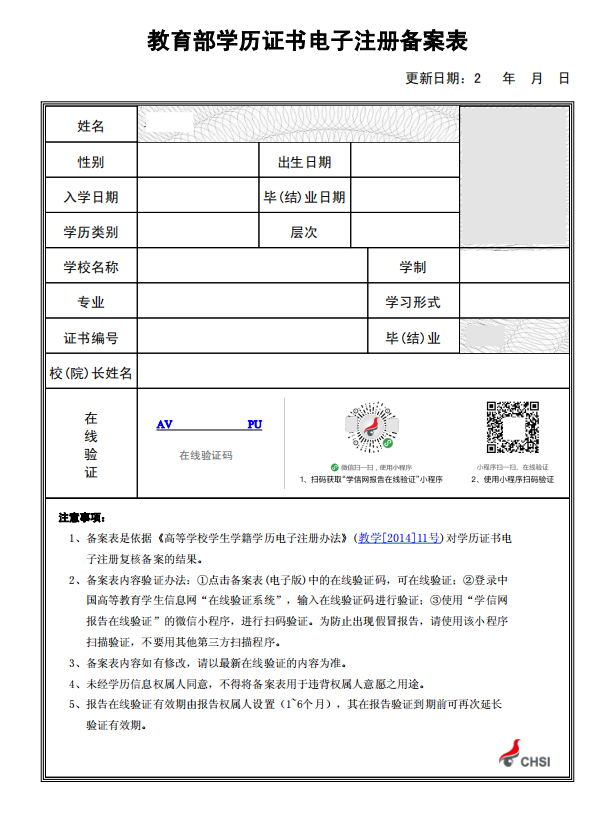 教育部学历证书电子注册备案表
更新日期：2 年 月 日
姓名
性别 出生日期
入学日期 毕(结)业日期
学历类别 层次
学校名称 学制
专业 学习形式
证书编号 毕(结)业
校(院)长姓名
在线验证
AV PU
在线验证码
微信扫一扫，使用小程序
1、扫码获取“学信网报告在线验证”小程序
小程序扫一扫，在线验证
2、使用小程序扫码验证
注意事项：
1、备案表是依据《高等学校学生学籍学历电子注册办法》(教学[2014]11号)对学历证书电
子注册复核备案的结果。
2、备案表内容验证办法：①点击备案表(电子版)中的在线验证码，可在线验证；②登录中
国高等教育学生信息网“在线验证系统”，输入在线验证码进行验证；③使用“学信网
报告在线验证”的微信小程序，进行扫码验证。为防止出现假冒报告，请使用该小程序
扫描验证，不要用其他第三方扫描程序。
3、备案表内容如有修改，请以最新在线验证的内容为准。
4、未经学历信息权属人同意，不得将备案表用于违背权属人意愿之用途。
5、报告在线验证有效期由报告权属人设置（1~6个月），其在报告验证到期前可再次延长
验证有效期。
CHSI